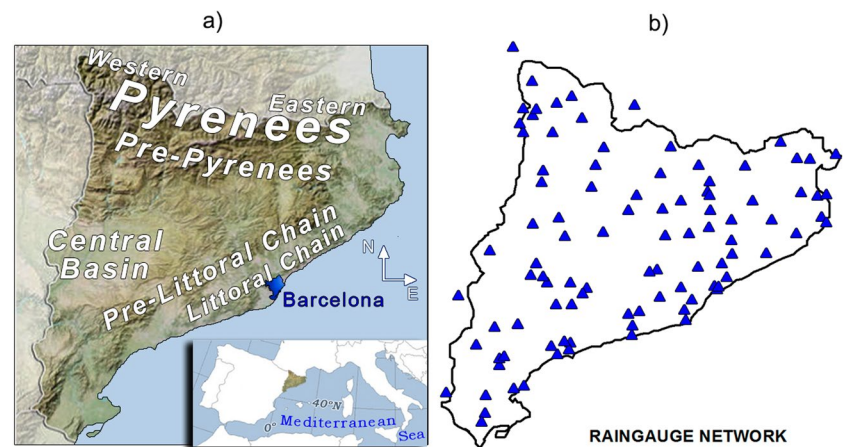 a)
Western
Pyrenees
Eastern
Pre-Pyrenees
Central
Basin
Pre-Littoral Chain
Littoral Chain
N
E
Barcelona
40°N
0°
Mediterranean
Sea
b)
RAINGAUGE NETWORK